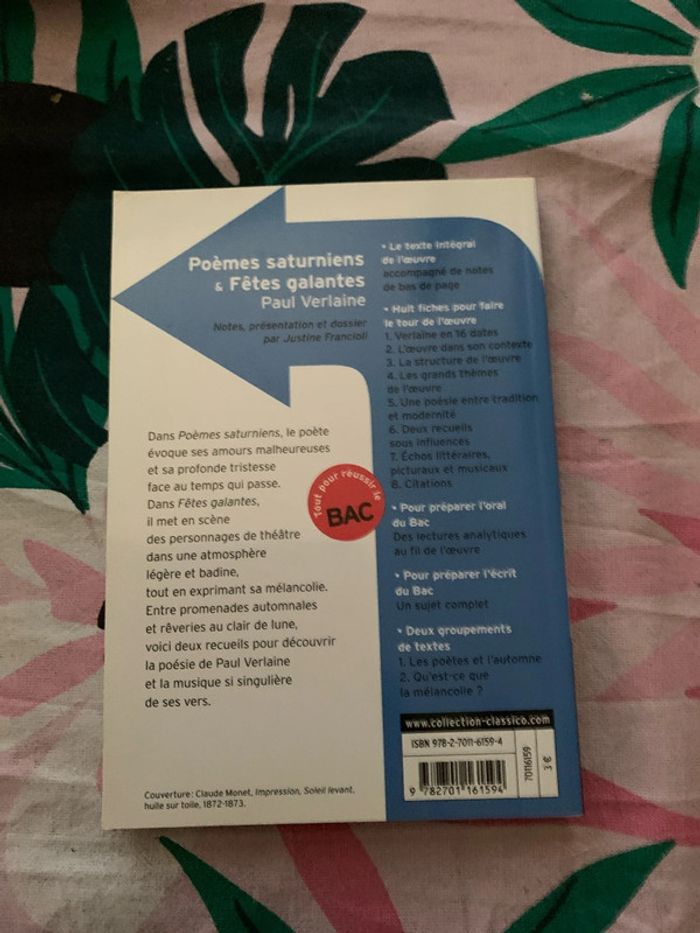 Poèmes saturniens
& Fêtes galantes
Paul Verlaine
Notes, présentation et dossier
par Justine Francioli
Dans Poèmes saturniens, le poète
évoque ses amours malheureuses
et sa profonde tristesse
face au temps qui passe.
Dans Fêtes galantes,
il met en scène
des personnages de théâtre
dans une atmosphère
légère et badine,
tout en exprimant sa mélancolie.
Entre promenades automnales
et rêveries au clair de lune,
voici deux recueils pour découvrir
la poésie de Paul Verlaine
et la musique si singulière
de ses vers.
Couverture : Claude Monet, Impression, Soleil levant,
huile sur toile, 1872-1873.
Tout pour réussir le
BAC
• Le texte intégral
de l'œuvre
accompagné de notes
de bas de page
• Huit fiches pour faire
le tour de l'œuvre
1. Verlaine en 16 dates
2. L'œuvre dans son contexte
3. La structure de l'œuvre
4. Les grands thèmes
de l'œuvre
5. Une poésie entre tradition
et modernité
6. Deux recueils
sous influences
7. Échos littéraires,
picturaux et musicaux
8. Citations
• Pour préparer l'oral
du Bac
Des lectures analytiques
au fil de l'œuvre
• Pour préparer l'écrit
du Bac
Un sujet complet
• Deux groupements
de textes
1. Les poètes et l'automne
2. Qu'est-ce que
la mélancolie ?
www.collection-classico.com
ISBN 978-2-7011-6159-4
9 782701 161594
70116159
3 €